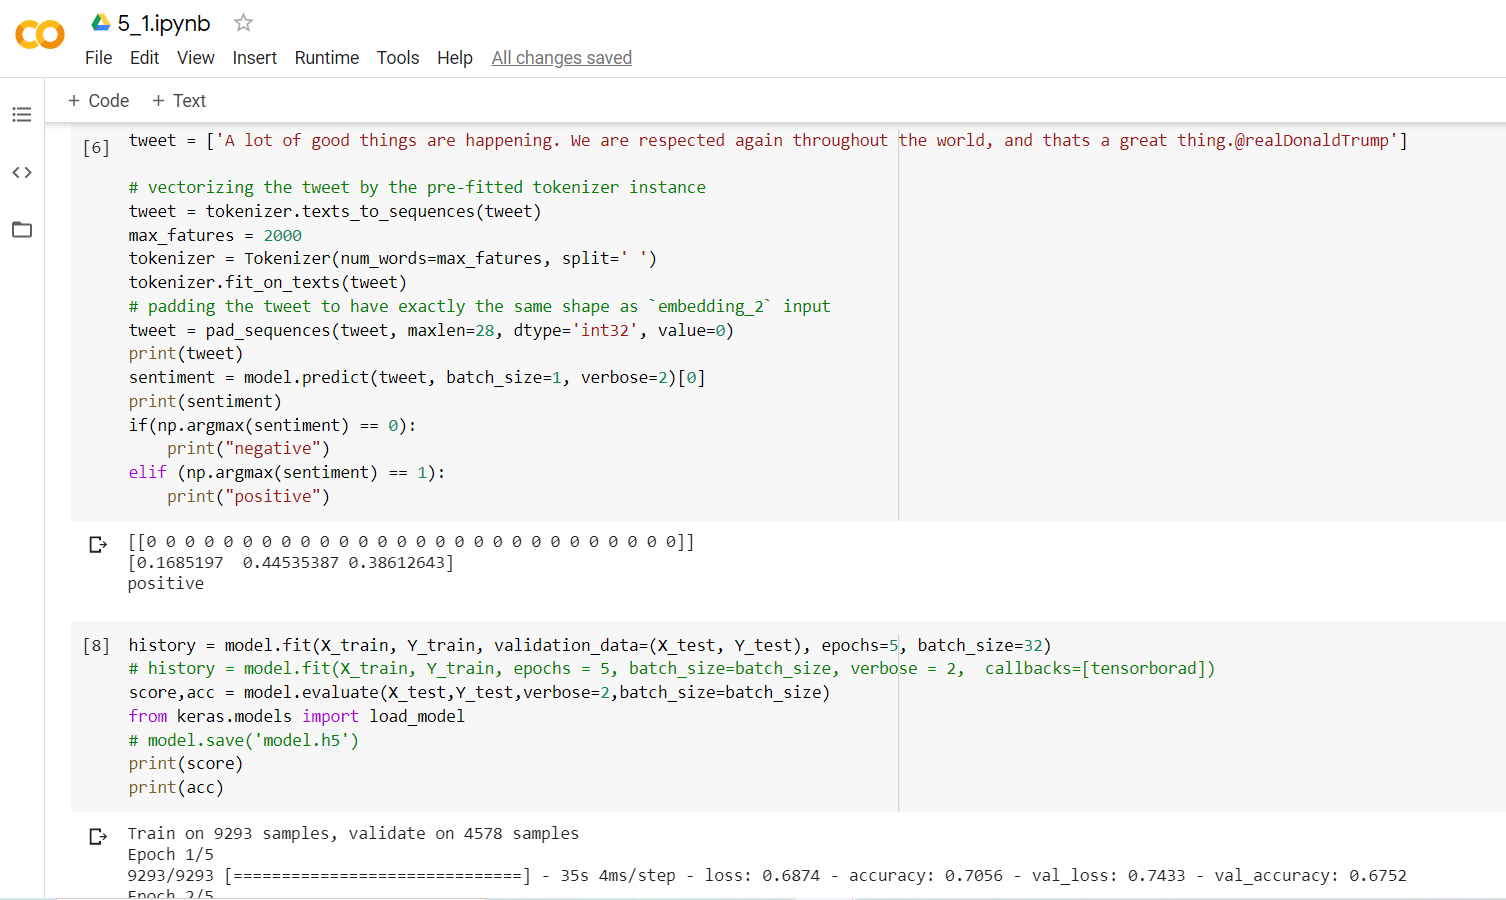 5_1.ipynb
File Edit View Insert Runtime Tools Help All changes saved
+ Code + Text
[6] tweet = ['A lot of good things are happening. We are respected again throughout the world, and thats a great thing.@realDonaldTrump']
# vectorizing the tweet by the pre-fitted tokenizer instance
tweet = tokenizer.texts_to_sequences(tweet)
max_fatures = 2000
tokenizer = Tokenizer(num_words=max_fatures, split=' ')
tokenizer.fit_on_texts(tweet)
# padding the tweet to have exactly the same shape as `embedding_2` input
tweet = pad_sequences(tweet, maxlen=28, dtype='int32', value=0)
print(tweet)
sentiment = model.predict(tweet, batch_size=1, verbose=2)[0]
print(sentiment)
if(np.argmax(sentiment) == 0):
    print("negative")
elif (np.argmax(sentiment) == 1):
    print("positive")
[[0 0 0 0 0 0 0 0 0 0 0 0 0 0 0 0 0 0 0 0 0 0 0 0 0 0 0 0]]
[0.1685197  0.44535387 0.38612643]
positive
[8] history = model.fit(X_train, Y_train, validation_data=(X_test, Y_test), epochs=5, batch_size=32)
# history = model.fit(X_train, Y_train, epochs = 5, batch_size=batch_size, verbose = 2,  callbacks=[tensorborad])
score,acc = model.evaluate(X_test,Y_test,verbose=2,batch_size=batch_size)
from keras.models import load_model
# model.save('model.h5')
print(score)
print(acc)
Train on 9293 samples, validate on 4578 samples
Epoch 1/5
9293/9293 [==============================] - 35s 4ms/step - loss: 0.6874 - accuracy: 0.7056 - val_loss: 0.7433 - val_accuracy: 0.6752
Epoch 2/5